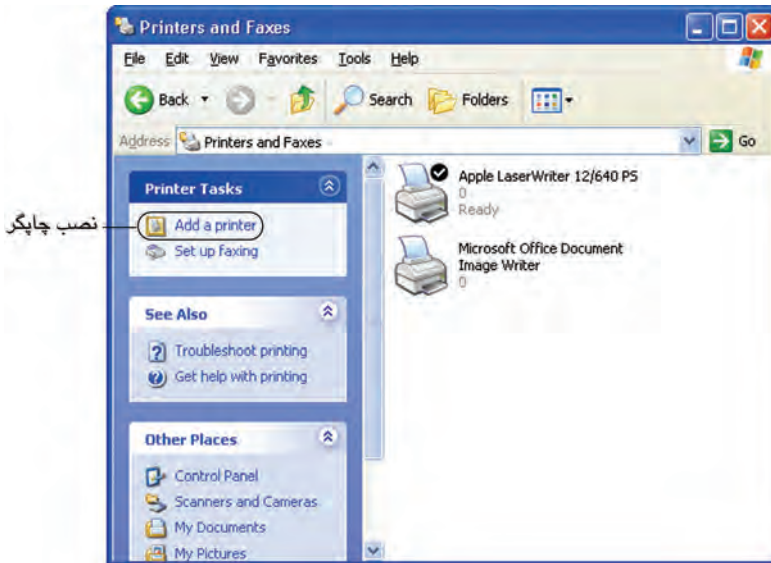 Printers and Faxes
File Edit View Favorites Tools Help
Back Search Folders
Address Printers and Faxes Go
Printer Tasks
نصب چاپگر
Add a printer
Set up faxing
See Also
Troubleshoot printing
Get help with printing
Other Places
Control Panel
Scanners and Cameras
My Documents
My Pictures
Apple LaserWriter 12/640 PS
0
Ready
Microsoft Office Document
Image Writer
0